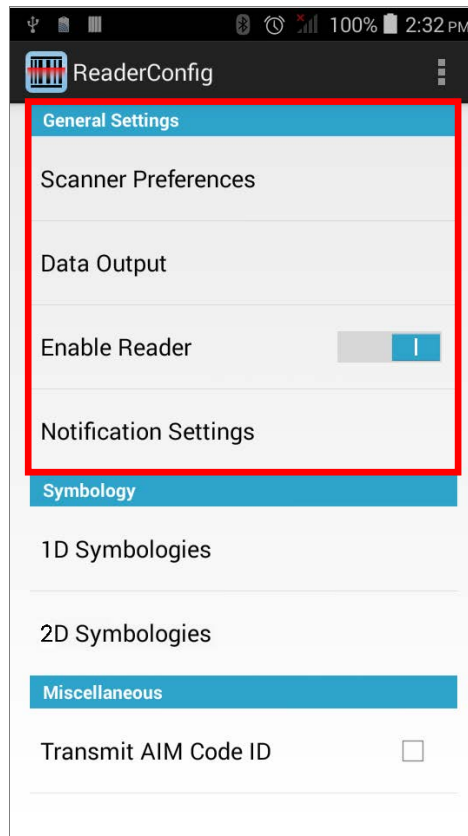 100% 2:32 PM
ReaderConfig
General Settings
Scanner Preferences
Data Output
Enable Reader
Notification Settings
Symbology
1D Symbologies
2D Symbologies
Miscellaneous
Transmit AIM Code ID